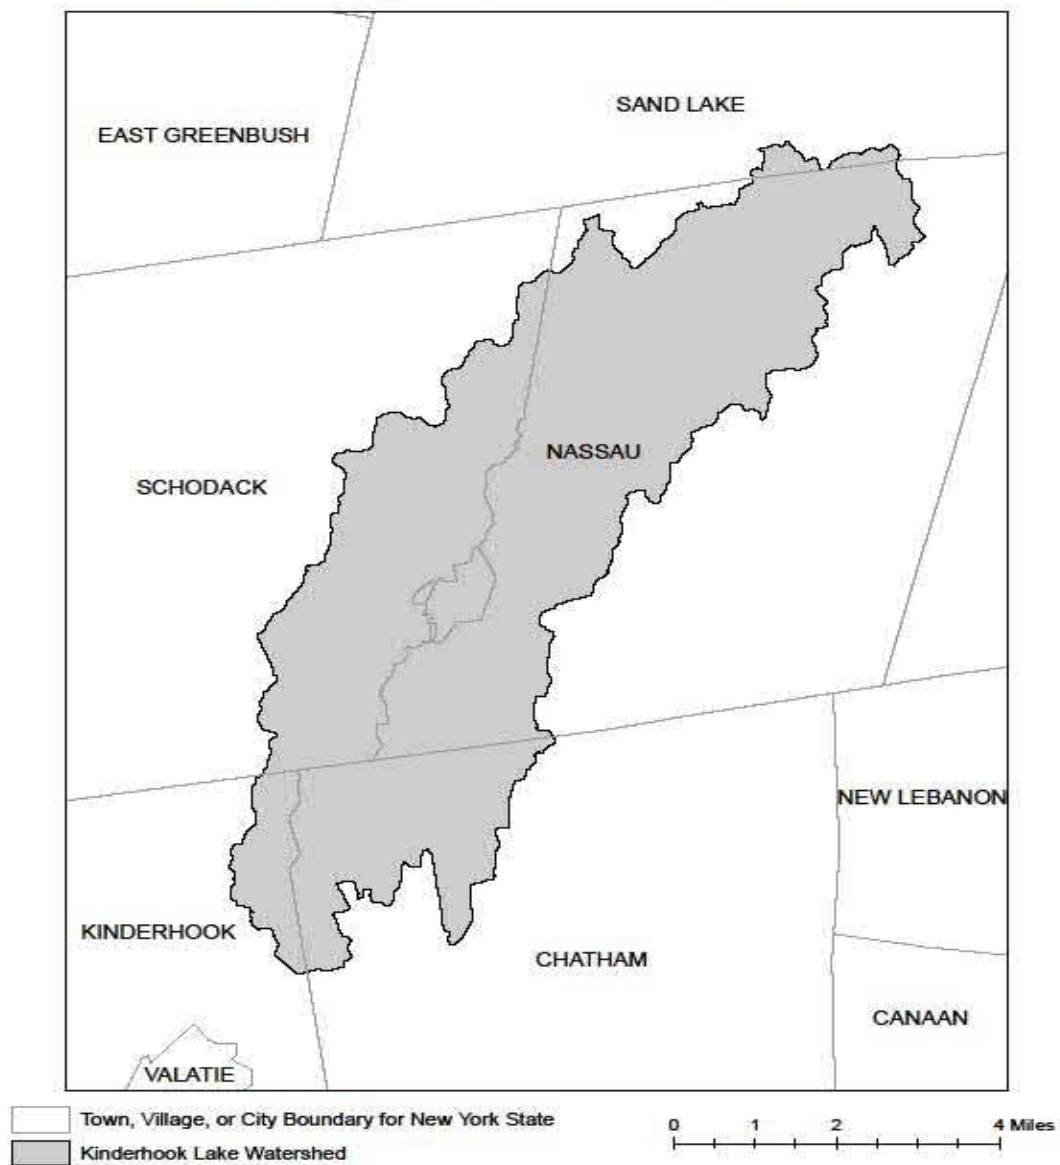 SAND LAKE
EAST GREENBUSH
NASSAU
SCHODACK
NEW LEBANON
KINDERHOOK
CHATHAM
CANAAN
VALATIE
Town, Village, or City Boundary for New York State
Kinderhook Lake Watershed
0 1 2 4 Miles